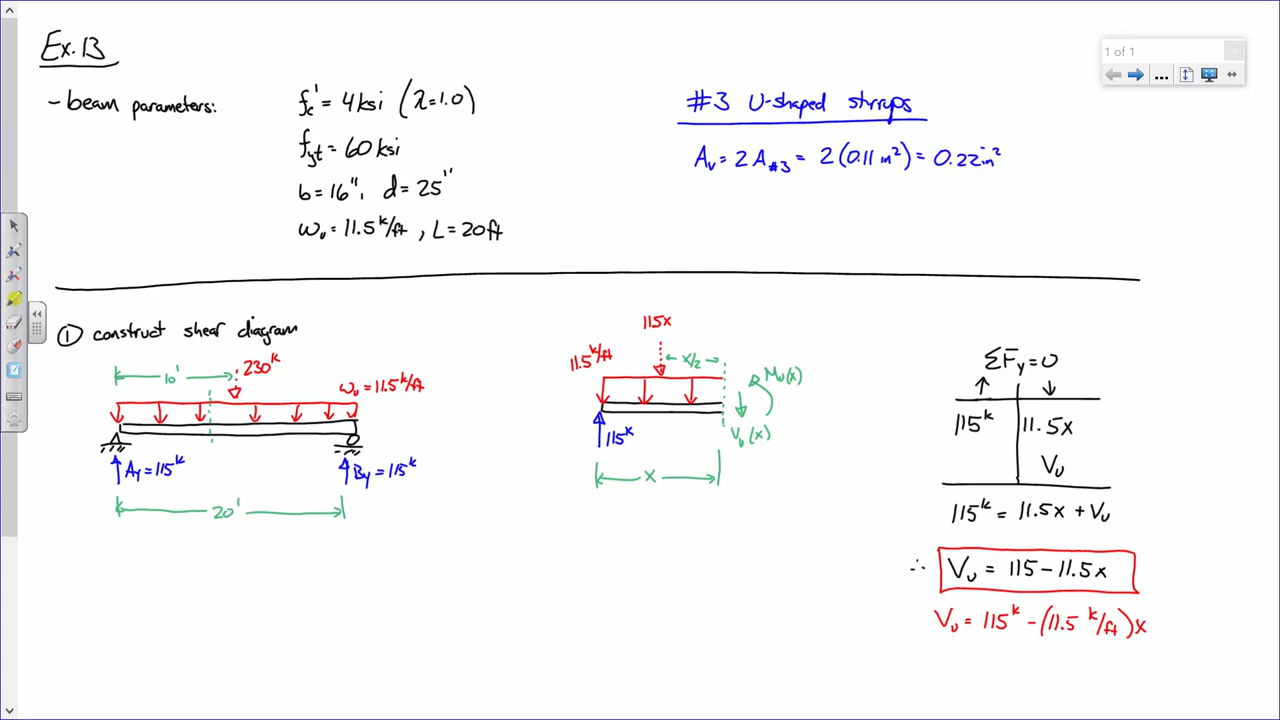 1 of 1
Ex. 13
- beam parameters:
fc' = 4 ksi (λ=1.0)
fyt = 60 ksi
b = 16", d = 25"
ωu = 11.5 k/ft, L = 20 ft
#3 U-shaped stirrups
Av = 2 A#3 = 2 (0.11 in²) = 0.22 in²
① construct shear diagram
10'
230k
ωu = 11.5 k/ft
Ay = 115k
By = 115k
20'
115x
11.5 k/ft
x/2
Mu(x)
Vu(x)
115k
x
ΣFy = 0
↑ ↓
115k 11.5x
Vu
115k = 11.5x + Vu
∴ Vu = 115 - 11.5x
Vu = 115k - (11.5 k/ft)x